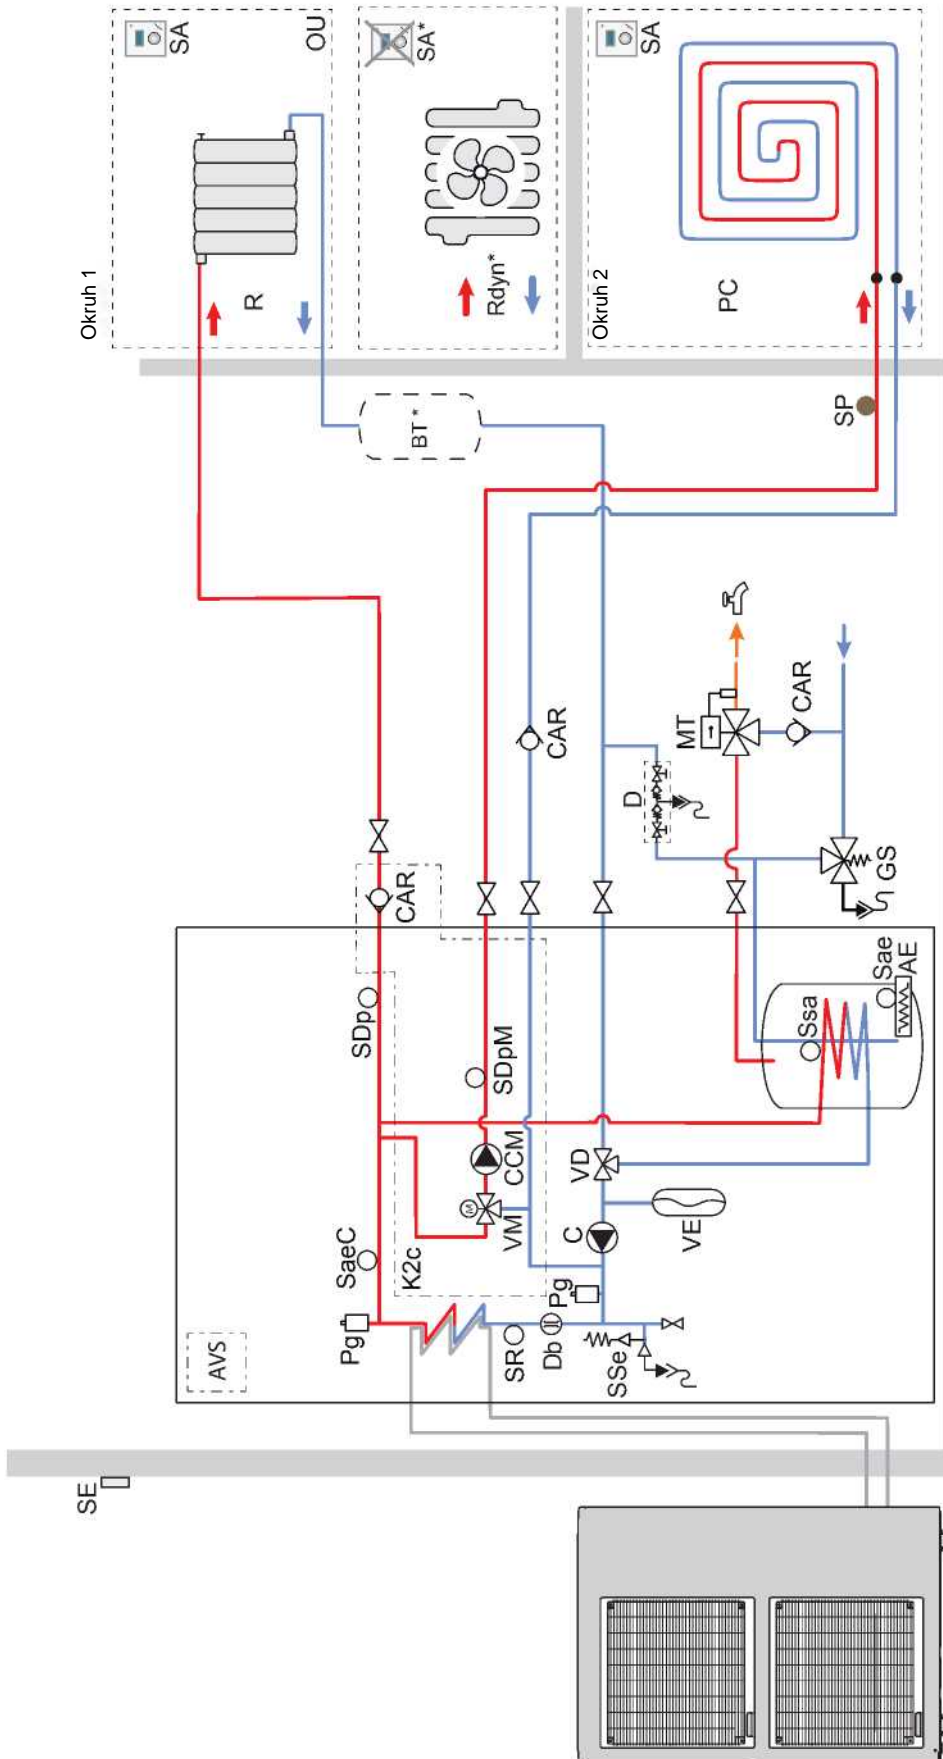 Okruh 1
SA
OU
R
SA*
Rdyn*
Okruh 2
SA
PC
BT *
SP
CAR
CAR
D
MT
CAR
GS
SDp
SDpM
Ssa
Sae
AE
CCM
VM
VD
C
VE
SaeC
K2c
Pg
Pg
SR
Db
SSe
AVS
SE
M